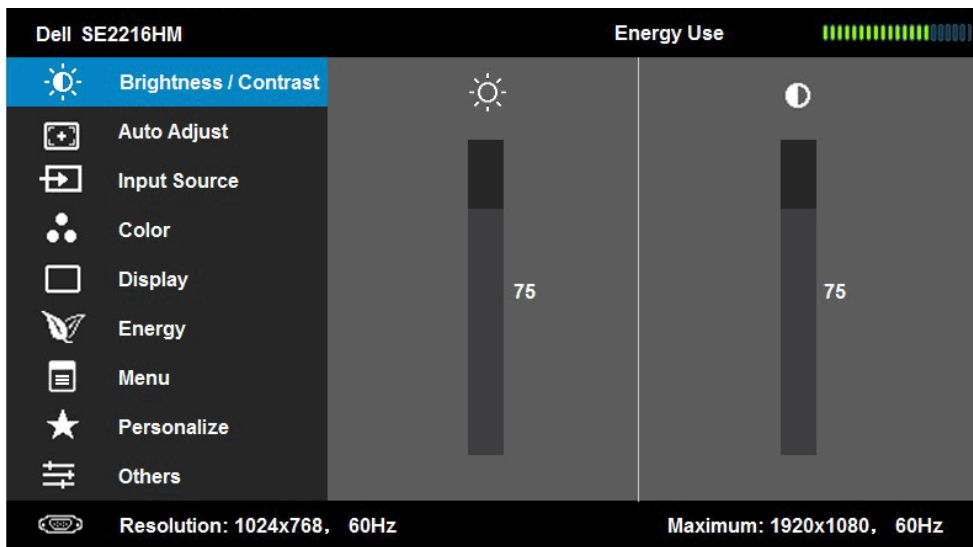 Dell SE2216HM Energy Use
Brightness / Contrast
Auto Adjust
Input Source
Color
Display
75 75
Energy
Menu
Personalize
Others
Resolution: 1024x768, 60Hz Maximum: 1920x1080, 60Hz